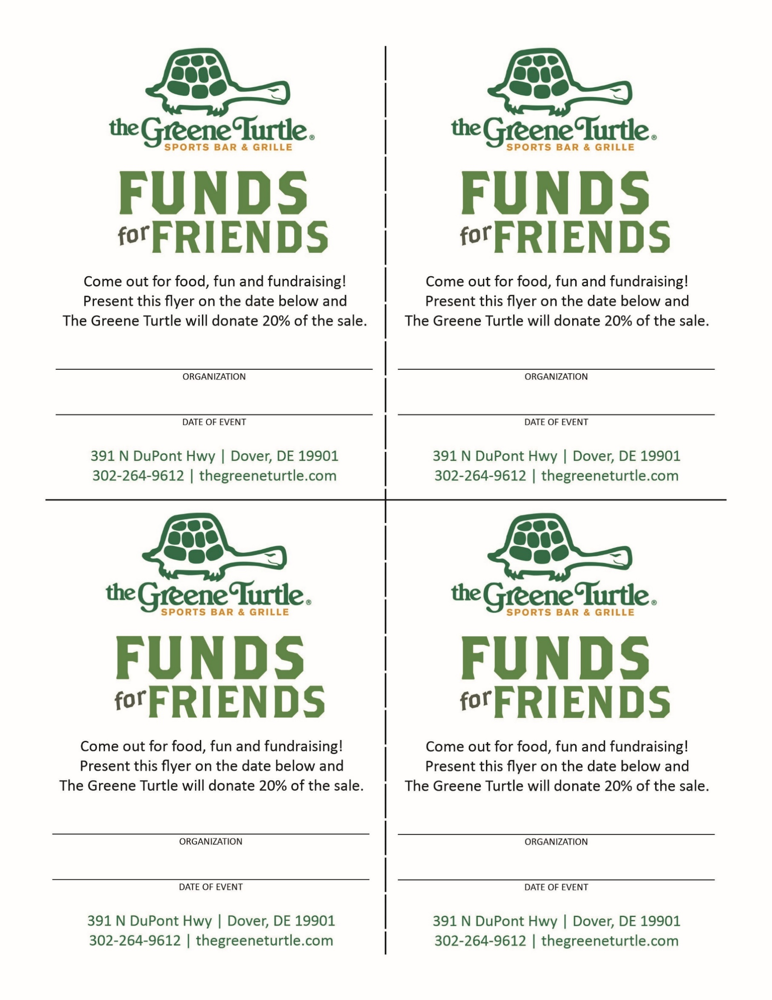 the Greene Turtle®
SPORTS BAR & GRILLE
FUNDS
for FRIENDS
Come out for food, fun and fundraising!
Present this flyer on the date below and
The Greene Turtle will donate 20% of the sale.
ORGANIZATION
DATE OF EVENT
391 N DuPont Hwy | Dover, DE 19901
302-264-9612 | thegreeneturtle.com
the Greene Turtle®
SPORTS BAR & GRILLE
FUNDS
for FRIENDS
Come out for food, fun and fundraising!
Present this flyer on the date below and
The Greene Turtle will donate 20% of the sale.
ORGANIZATION
DATE OF EVENT
391 N DuPont Hwy | Dover, DE 19901
302-264-9612 | thegreeneturtle.com
the Greene Turtle®
SPORTS BAR & GRILLE
FUNDS
for FRIENDS
Come out for food, fun and fundraising!
Present this flyer on the date below and
The Greene Turtle will donate 20% of the sale.
ORGANIZATION
DATE OF EVENT
391 N DuPont Hwy | Dover, DE 19901
302-264-9612 | thegreeneturtle.com
the Greene Turtle®
SPORTS BAR & GRILLE
FUNDS
for FRIENDS
Come out for food, fun and fundraising!
Present this flyer on the date below and
The Greene Turtle will donate 20% of the sale.
ORGANIZATION
DATE OF EVENT
391 N DuPont Hwy | Dover, DE 19901
302-264-9612 | thegreeneturtle.com